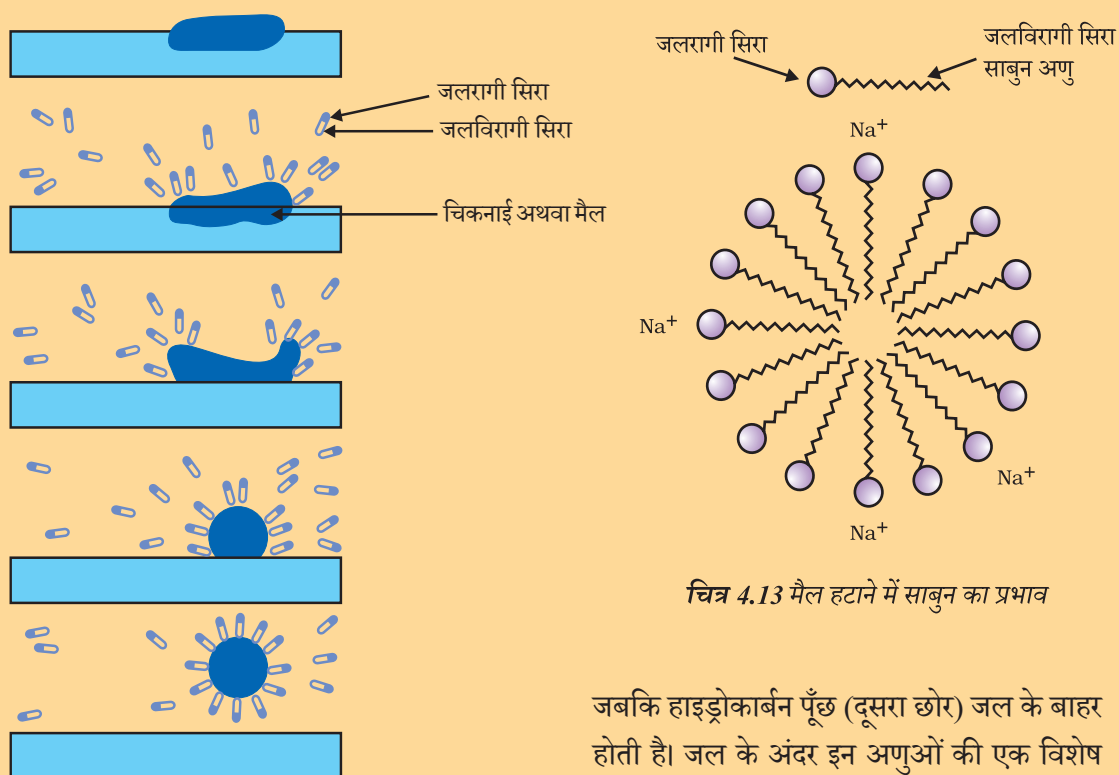 जलरागी सिरा
जलविरागी सिरा
चिकनाई अथवा मैल
जलरागी सिरा
जलविरागी सिरा
साबुन अणु
Na⁺
Na⁺
Na⁺
Na⁺
चित्र 4.13 मैल हटाने में साबुन का प्रभाव
जबकि हाइड्रोकार्बन पूँछ (दूसरा छोर) जल के बाहर
होती है। जल के अंदर इन अणुओं की एक विशेष